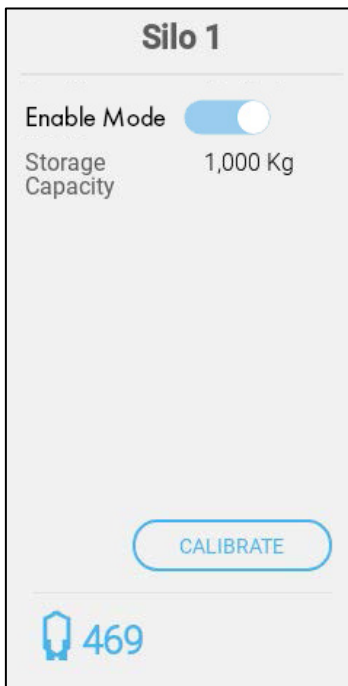 Silo 1
Enable Mode
Storage 1,000 Kg
Capacity
CALIBRATE
469